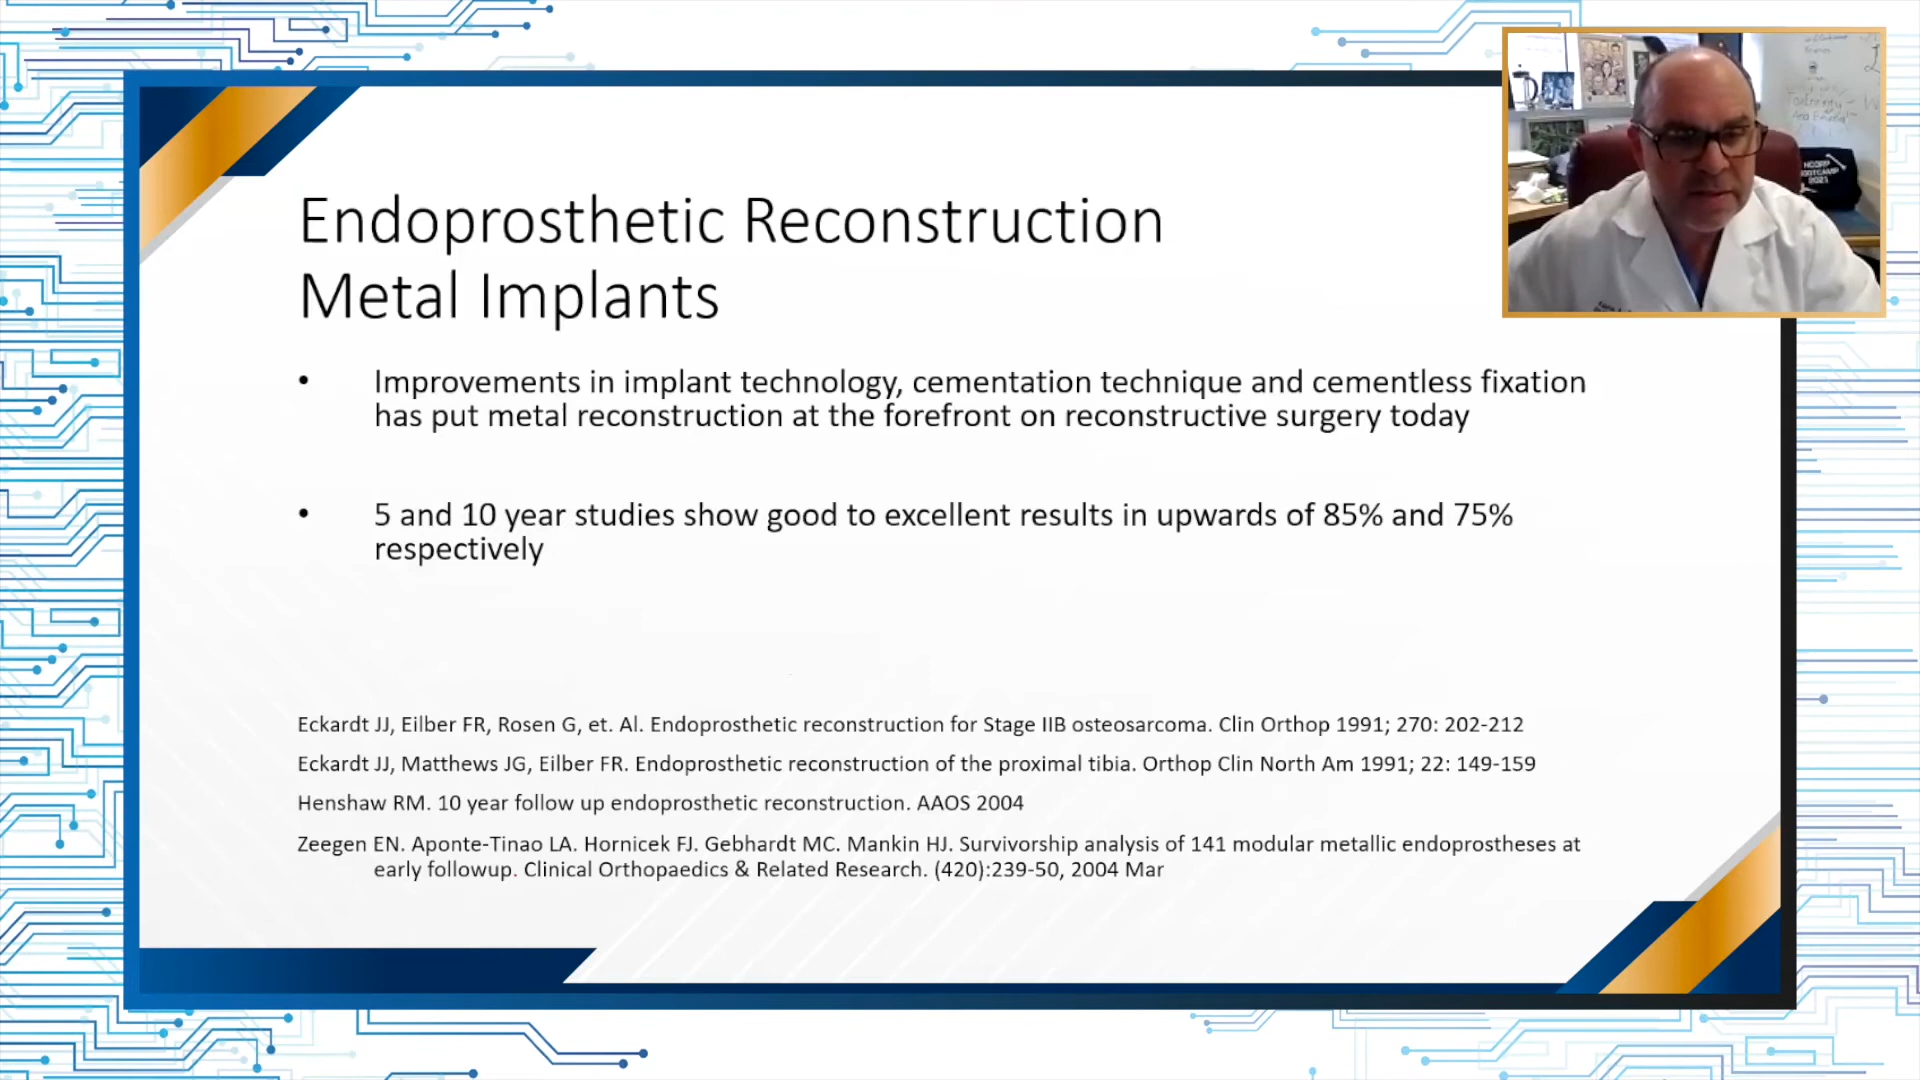 Endoprosthetic Reconstruction
Metal Implants
• Improvements in implant technology, cementation technique and cementless fixation
has put metal reconstruction at the forefront on reconstructive surgery today
• 5 and 10 year studies show good to excellent results in upwards of 85% and 75%
respectively
Eckardt JJ, Eilber FR, Rosen G, et. Al. Endoprosthetic reconstruction for Stage IIB osteosarcoma. Clin Orthop 1991; 270: 202-212
Eckardt JJ, Matthews JG, Eilber FR. Endoprosthetic reconstruction of the proximal tibia. Orthop Clin North Am 1991; 22: 149-159
Henshaw RM. 10 year follow up endoprosthetic reconstruction. AAOS 2004
Zeegen EN. Aponte-Tinao LA. Hornicek FJ. Gebhardt MC. Mankin HJ. Survivorship analysis of 141 modular metallic endoprostheses at
early followup. Clinical Orthopaedics & Related Research. (420):239-50, 2004 Mar
BOOTCAMP
2021